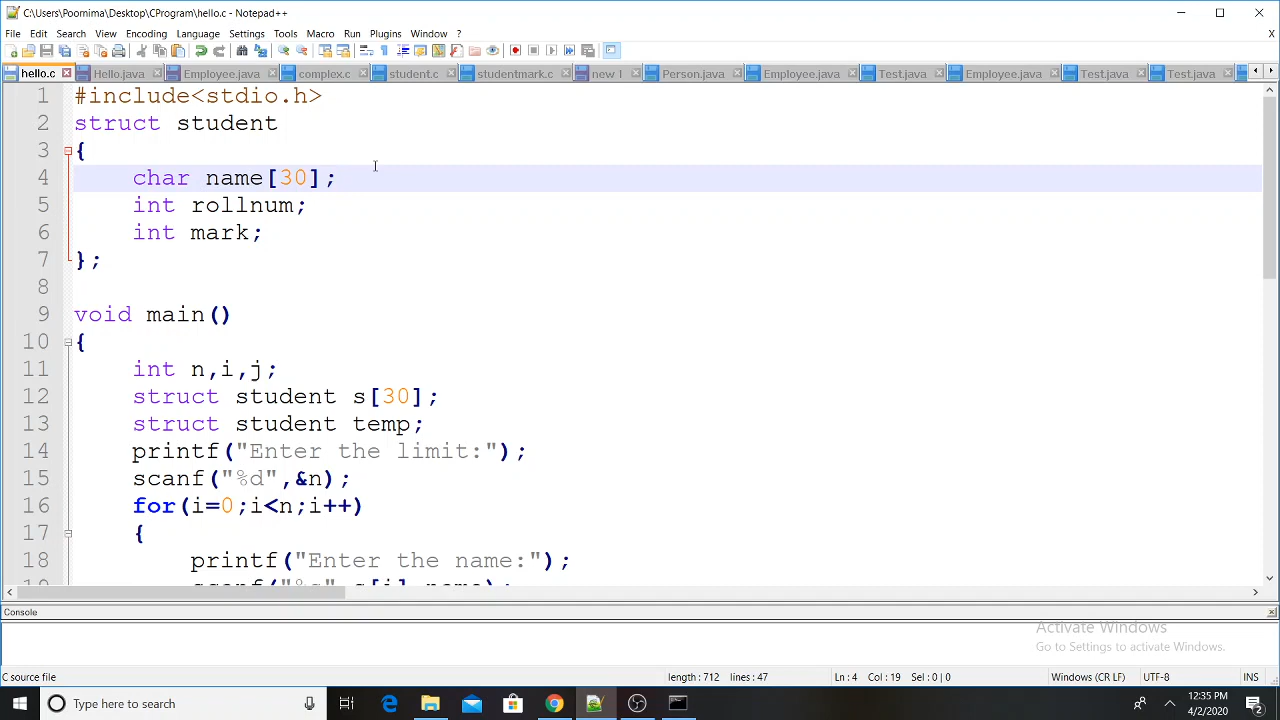 C:\Users\Poornima\Desktop\CProgram\hello.c - Notepad++
File Edit Search View Encoding Language Settings Tools Macro Run Plugins Window ?
X
hello.c Hello.java Employee.java complex.c student.c studentmark.c new 1 Person.java Employee.java Test.java Employee.java Test.java Test.java
1 #include<stdio.h>
2 struct student
3 {
4 char name[30];
5 int rollnum;
6 int mark;
7 };
8
9 void main()
10 {
11 int n,i,j;
12 struct student s[30];
13 struct student temp;
14 printf("Enter the limit:");
15 scanf("%d",&n);
16 for(i=0;i<n;i++)
17 {
18 printf("Enter the name:");
19 scanf("%s",s[i].name);
Console
Activate Windows
Go to Settings to activate Windows.
C source file length : 712 lines : 47 Ln : 4 Col : 19 Sel : 0 | 0 Windows (CR LF) UTF-8 INS
Type here to search
12:35 PM
4/2/2020
2